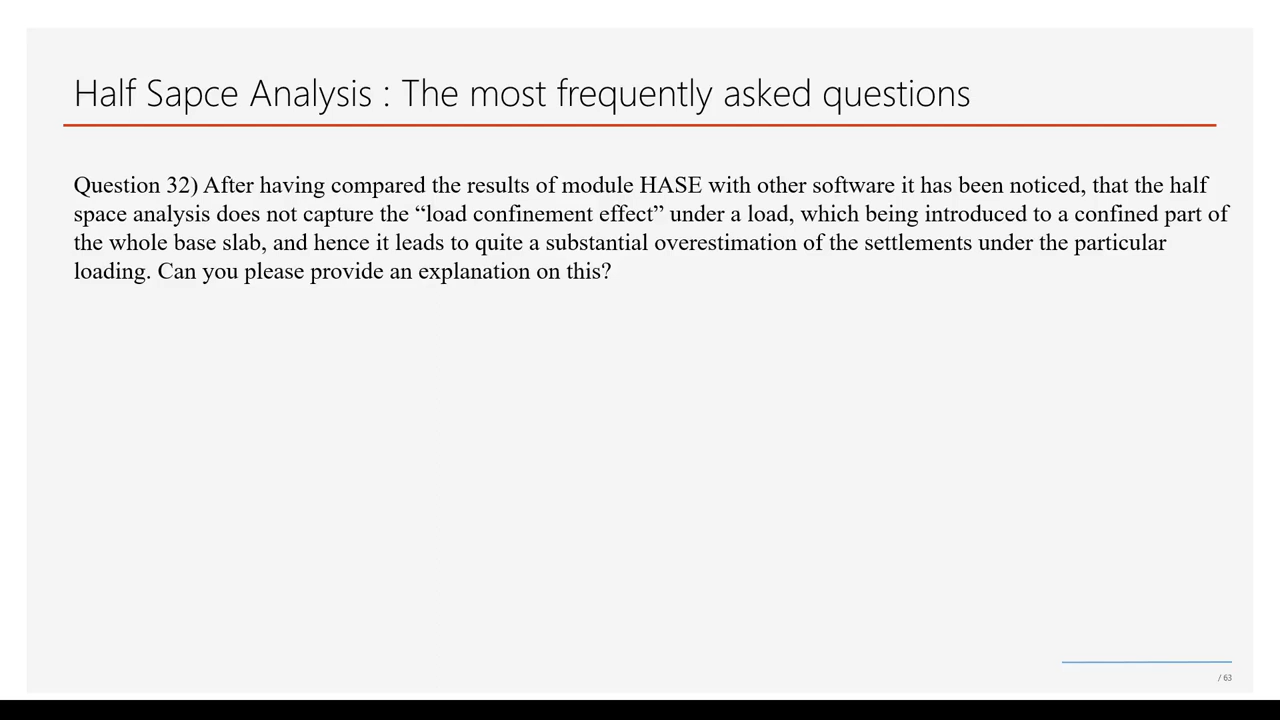 Half Sapce Analysis : The most frequently asked questions
Question 32) After having compared the results of module HASE with other software it has been noticed, that the half
space analysis does not capture the “load confinement effect” under a load, which being introduced to a confined part of
the whole base slab, and hence it leads to quite a substantial overestimation of the settlements under the particular
loading. Can you please provide an explanation on this?
/ 63